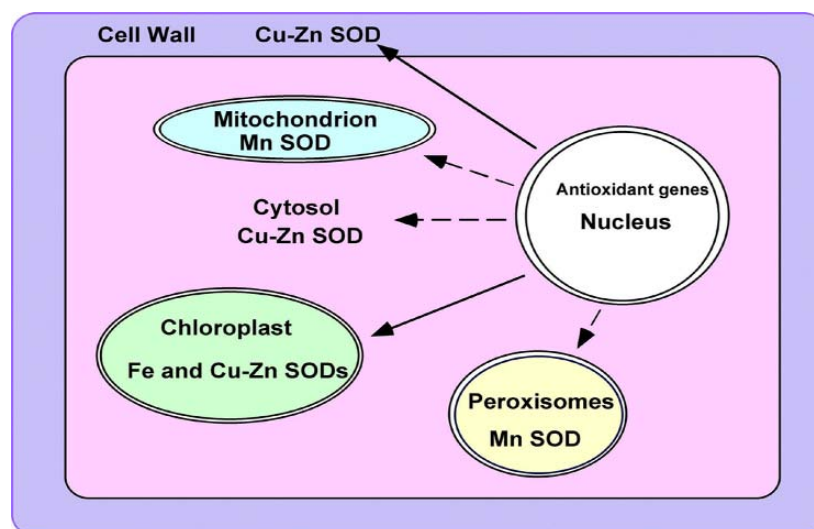 Cell Wall
Cu-Zn SOD
Mitochondrion
Mn SOD
Antioxidant genes
Nucleus
Cytosol
Cu-Zn SOD
Chloroplast
Fe and Cu-Zn SODs
Peroxisomes
Mn SOD